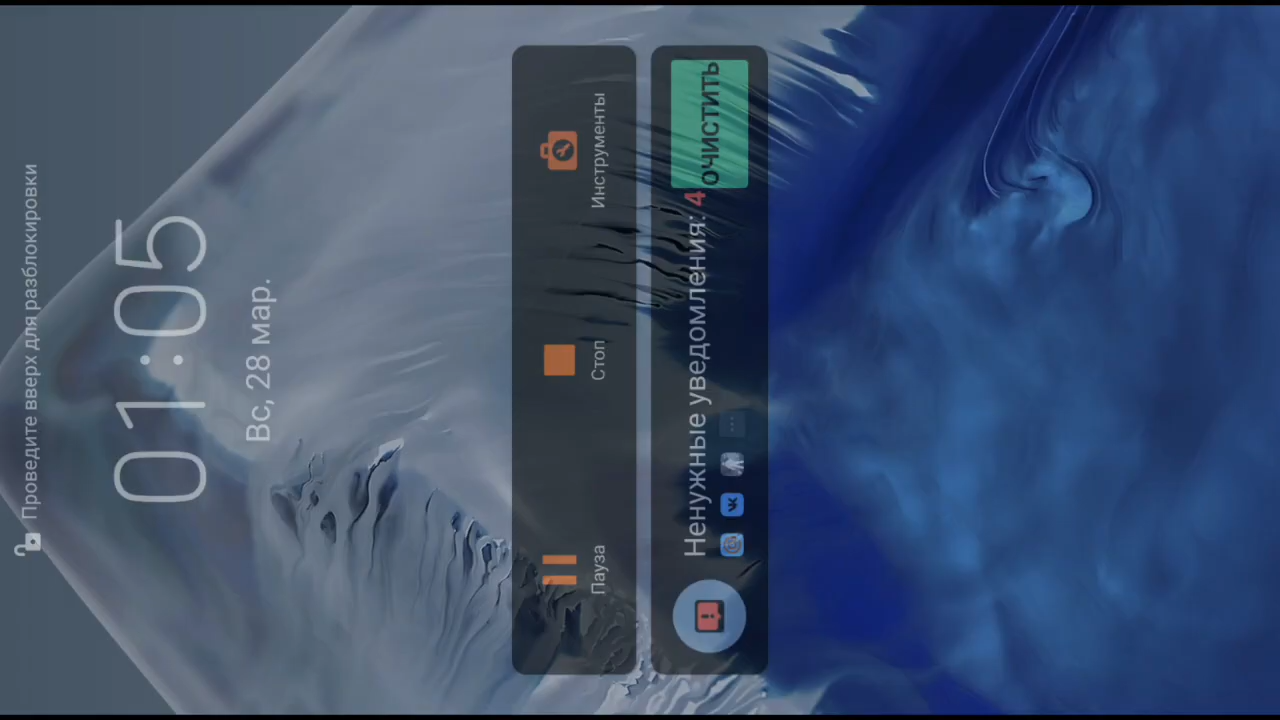 Проведите вверх для разблокировки
01:05
Вс, 28 мар.
Пауза
Стоп
Инструменты
Ненужные уведомления: 4
ОЧИСТИТЬ